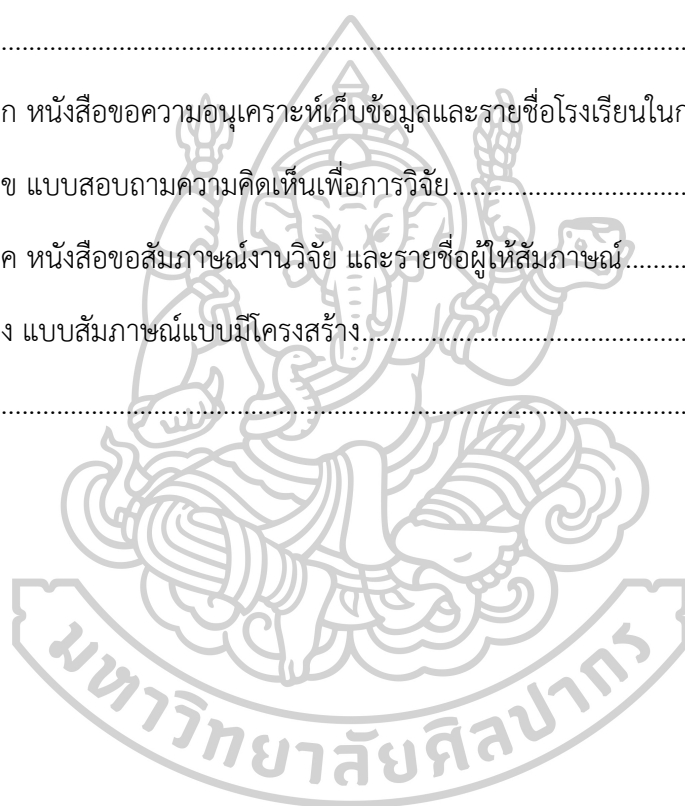 ................................................................................................
ก หนังสือขอความอนุเคราะห์เก็บข้อมูลและรายชื่อโรงเรียนใน
ข แบบสอบถามความคิดเห็นเพื่อการวิจัย..................................
ค หนังสือขอสัมภาษณ์งานวิจัย และรายชื่อผู้ให้สัมภาษณ์.........
ง แบบสัมภาษณ์แบบมีโครงสร้าง..............................................
................................................................................................
มหาวิทยาลัยศิลปากร